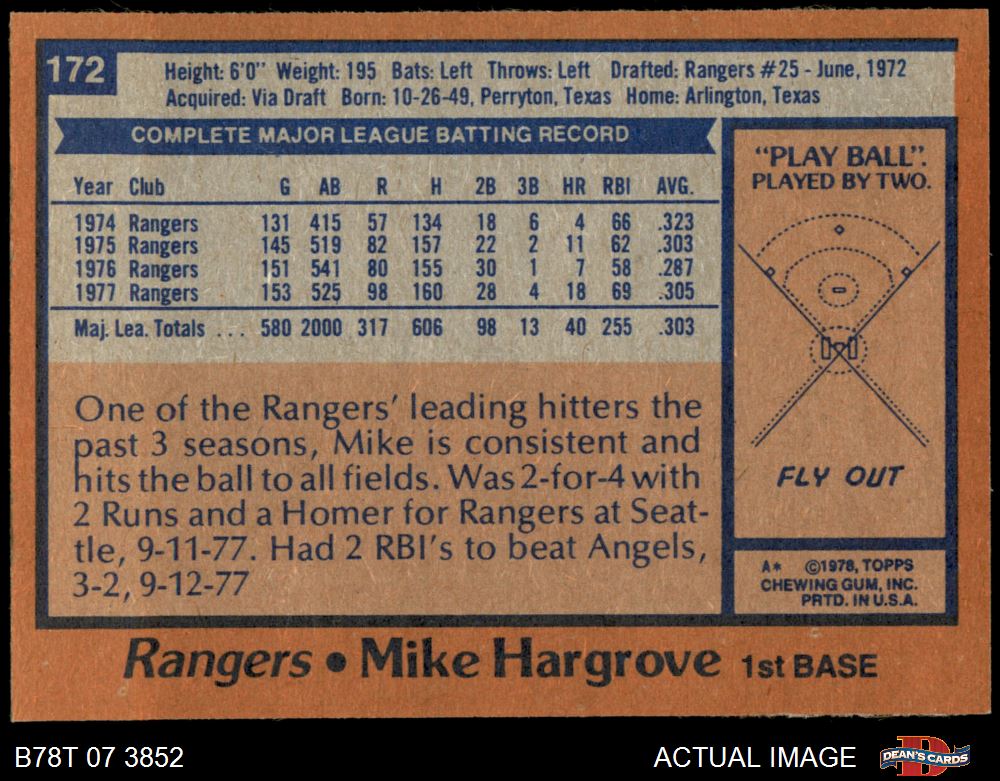 172
Height: 6'0" Weight: 195 Bats: Left Throws: Left Drafted: Rangers #25 - June, 1972
Acquired: Via Draft Born: 10-26-49, Perryton, Texas Home: Arlington, Texas
COMPLETE MAJOR LEAGUE BATTING RECORD
Year Club G AB R H 2B 3B HR RBI AVG.
1974 Rangers 131 415 57 134 18 6 4 66 .323
1975 Rangers 145 519 82 157 22 2 11 62 .303
1976 Rangers 151 541 80 155 30 1 7 58 .287
1977 Rangers 153 525 98 160 28 4 18 69 .305
Maj. Lea. Totals ... 580 2000 317 606 98 13 40 255 .303
One of the Rangers' leading hitters the
past 3 seasons, Mike is consistent and
hits the ball to all fields. Was 2-for-4 with
2 Runs and a Homer for Rangers at Seat-
tle, 9-11-77. Had 2 RBI's to beat Angels,
3-2, 9-12-77
"PLAY BALL".
PLAYED BY TWO.
FLY OUT
A* ©1978, TOPPS
CHEWING GUM, INC.
PRTD. IN U.S.A.
Rangers • Mike Hargrove 1st BASE
B78T 07 3852 ACTUAL IMAGE DEAN'S CARDS